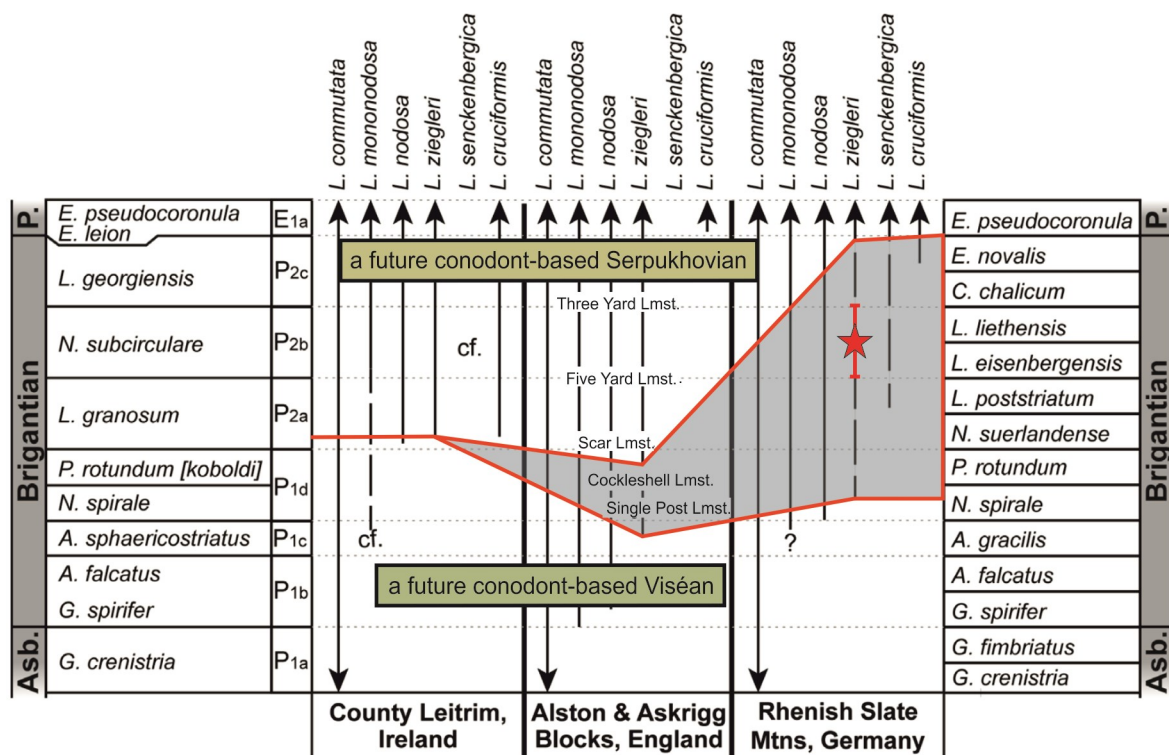 L. commutata
L. mononodosa
L. nodosa
L. ziegleri
L. senckenbergica
L. cruciformis
L. commutata
L. mononodosa
L. nodosa
L. ziegleri
L. senckenbergica
L. cruciformis
L. commutata
L. mononodosa
L. nodosa
L. ziegleri
L. senckenbergica
L. cruciformis
P.
Brigantian
Asb.
E. pseudocoronula
E. leion
L. georgiensis
N. subcirculare
L. granosum
P. rotundum [koboldi]
N. spirale
A. sphaericostriatus
A. falcatus
G. spirifer
G. crenistria
E1a
P2c
P2b
P2a
P1d
P1c
P1b
P1a
a future conodont-based Serpukhovian
Three Yard Lmst.
cf.
Five Yard Lmst.
Scar Lmst.
Cockleshell Lmst.
Single Post Lmst.
cf.
?
a future conodont-based Viséan
E. pseudocoronula
E. novalis
C. chalicum
L. liethensis
L. eisenbergensis
L. poststriatum
N. suerlandense
P. rotundum
N. spirale
A. gracilis
A. falcatus
G. spirifer
G. fimbriatus
G. crenistria
P.
Brigantian
Asb.
County Leitrim,
Ireland
Alston & Askrigg
Blocks, England
Rhenish Slate
Mtns, Germany